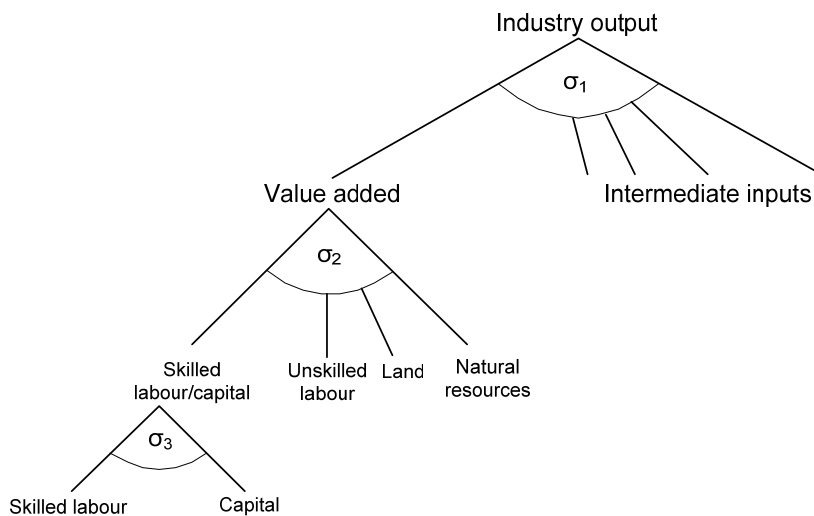 Industry output
σ1
Value added
Intermediate inputs
σ2
Skilled
labour/capital
Unskilled
labour
Land
Natural
resources
σ3
Skilled labour
Capital